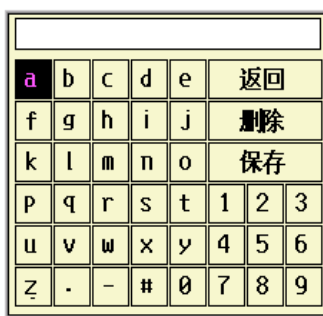 a b c d e 返回
f g h i j 删除
k l m n o 保存
p q r s t 1 2 3
u v w x y 4 5 6
z . - # 0 7 8 9